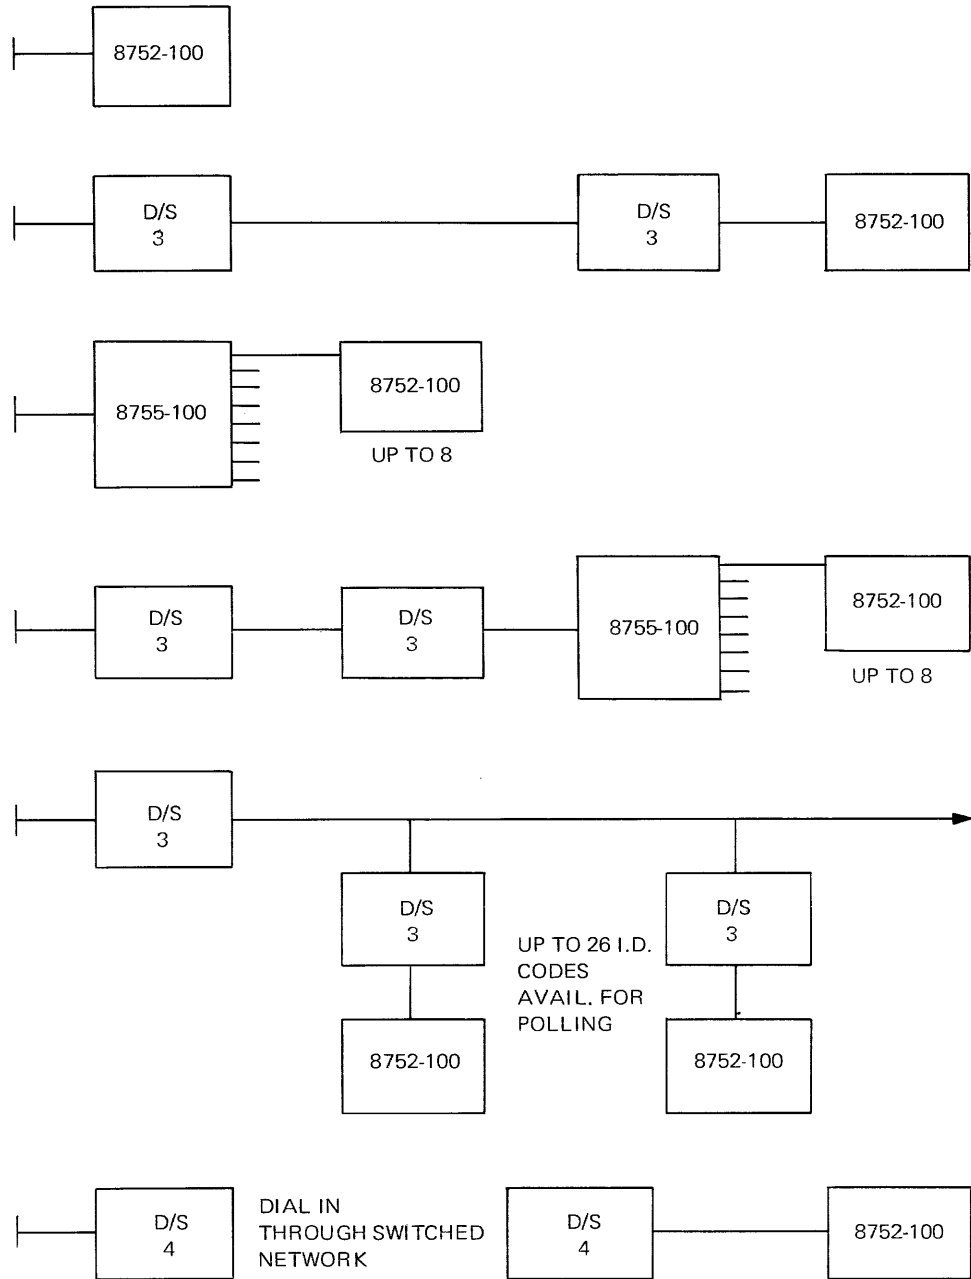 8752-100
D/S
3
D/S
3
8752-100
8755-100
8752-100
UP TO 8
D/S
3
D/S
3
8755-100
8752-100
UP TO 8
D/S
3
D/S
3
8752-100
UP TO 26 I.D.
CODES
AVAIL. FOR
POLLING
D/S
3
8752-100
D/S
4
DIAL IN
THROUGH SWITCHED
NETWORK
D/S
4
8752-100